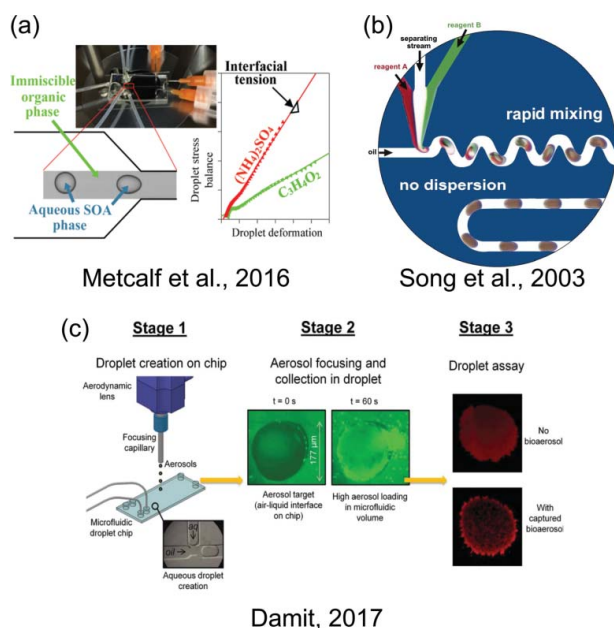 (a)
Immiscible
organic
phase
Aqueous SOA
phase
Interfacial
tension
Droplet stress
balance
(NH₄)₂SO₄
C₃H₄O₂
Droplet deformation
Metcalf et al., 2016
(b)
reagent A
separating
stream
reagent B
oil
rapid mixing
no dispersion
Song et al., 2003
(c)
Stage 1
Droplet creation on chip
Aerodynamic
lens
Focusing
capillary
Aerosols
Microfluidic
droplet chip
aq
oil
Aqueous droplet
creation
Stage 2
Aerosol focusing and
collection in droplet
t = 0 s
t = 60 s
177 µm
Aerosol target
(air-liquid interface
on chip)
High aerosol loading
in microfluidic
volume
Stage 3
Droplet assay
No
bioaerosol
With
captured
bioaerosol
Damit, 2017